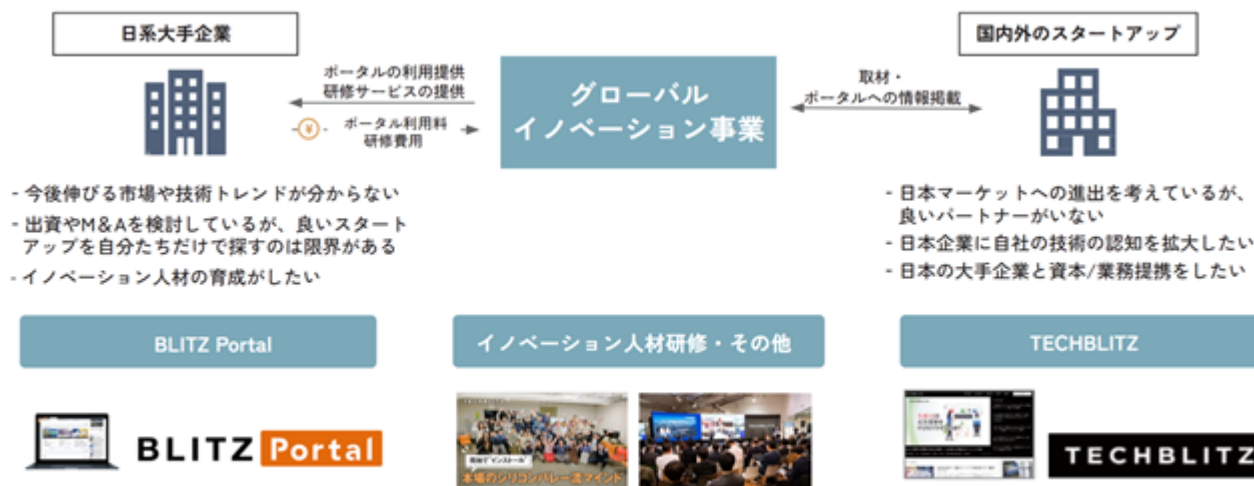 日系大手企業
国内外のスタートアップ
ポータルの利用提供
研修サービスの提供
¥
ポータル利用料
研修費用
グローバル
イノベーション事業
取材・
ポータルへの情報掲載
- 今後伸びる市場や技術トレンドが分からない
- 出資やM&Aを検討しているが、良いスタート
アップを自分たちだけで探すのは限界がある
- イノベーション人材の育成がしたい
- 日本マーケットへの進出を考えているが、
良いパートナーがいない
- 日本企業に自社の技術の認知を拡大したい
- 日本の大手企業と資本/業務提携をしたい
BLITZ Portal
イノベーション人材研修・その他
TECHBLITZ
BLITZ Portal
現地で"インストール"
本場のシリコンバレー流マインド
TECHBLITZ